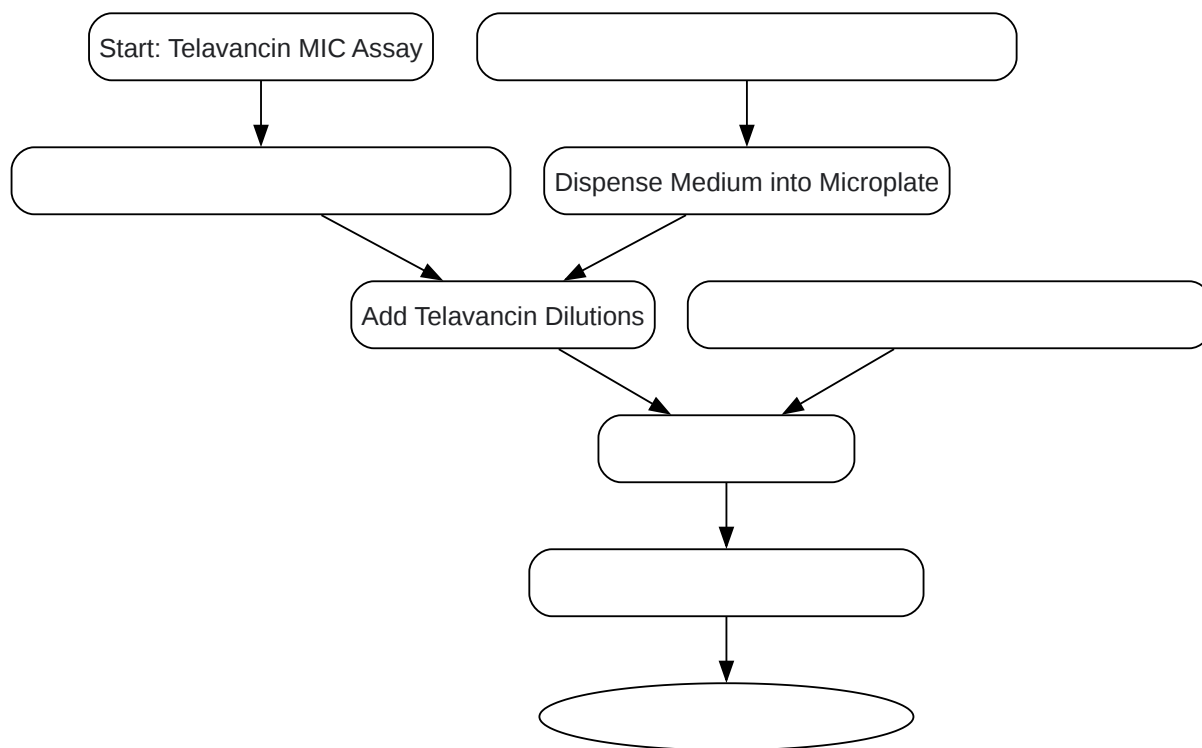 Start: Telavancin MIC Assay
Dispense Medium into Microplate
Add Telavancin Dilutions